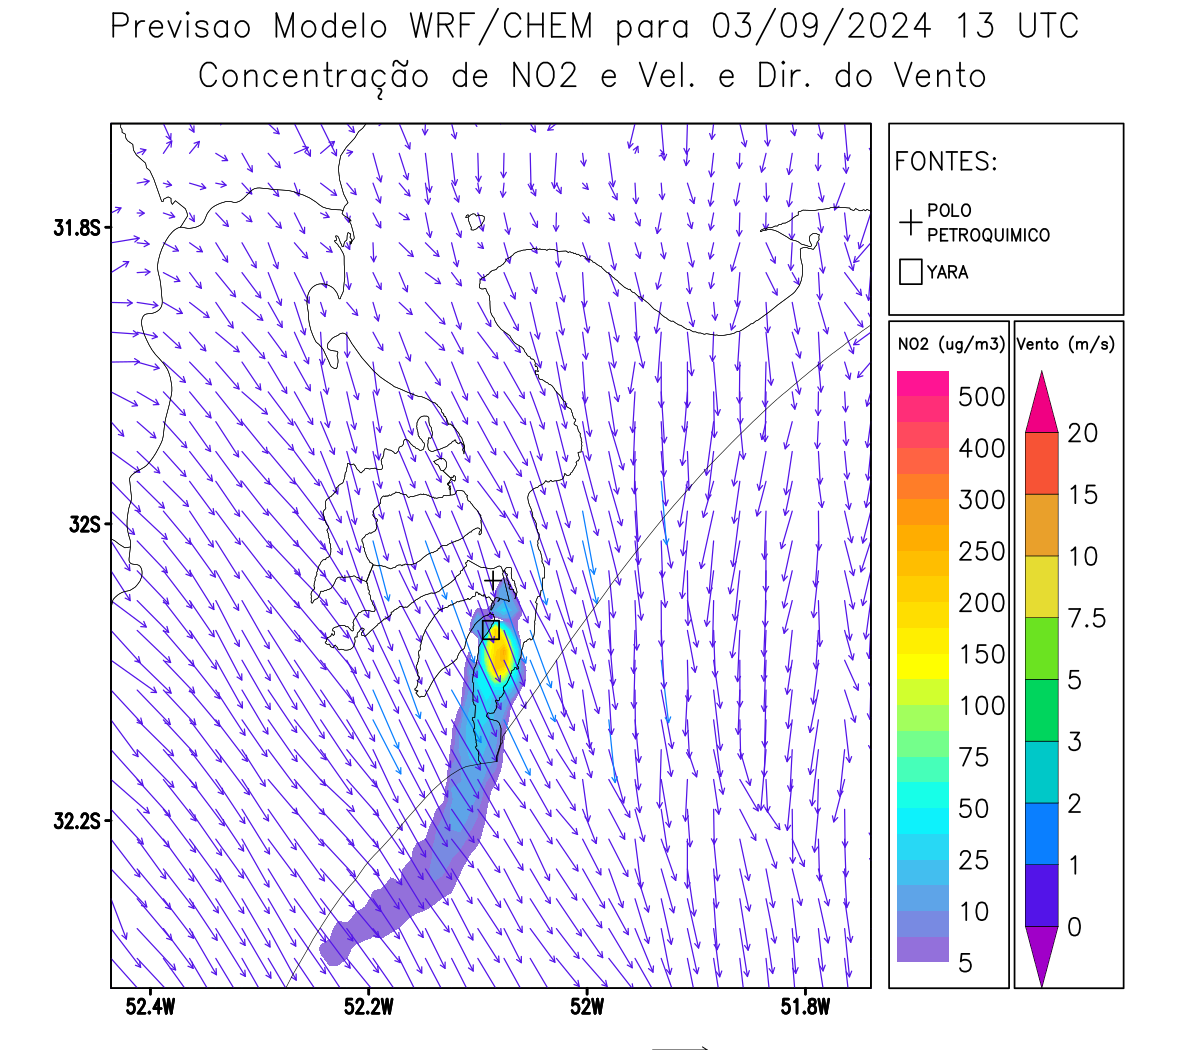 Previsao Modelo WRF/CHEM para 03/09/2024 13 UTC
Concentração de NO2 e Vel. e Dir. do Vento
FONTES:
POLO
PETROQUIMICO
YARA
NO2 (ug/m3)
500
400
300
250
200
150
100
75
50
25
10
5
Vento (m/s)
20
15
10
7.5
5
3
2
1
0
31.8S
32S
32.2S
52.4W
52.2W
52W
51.8W